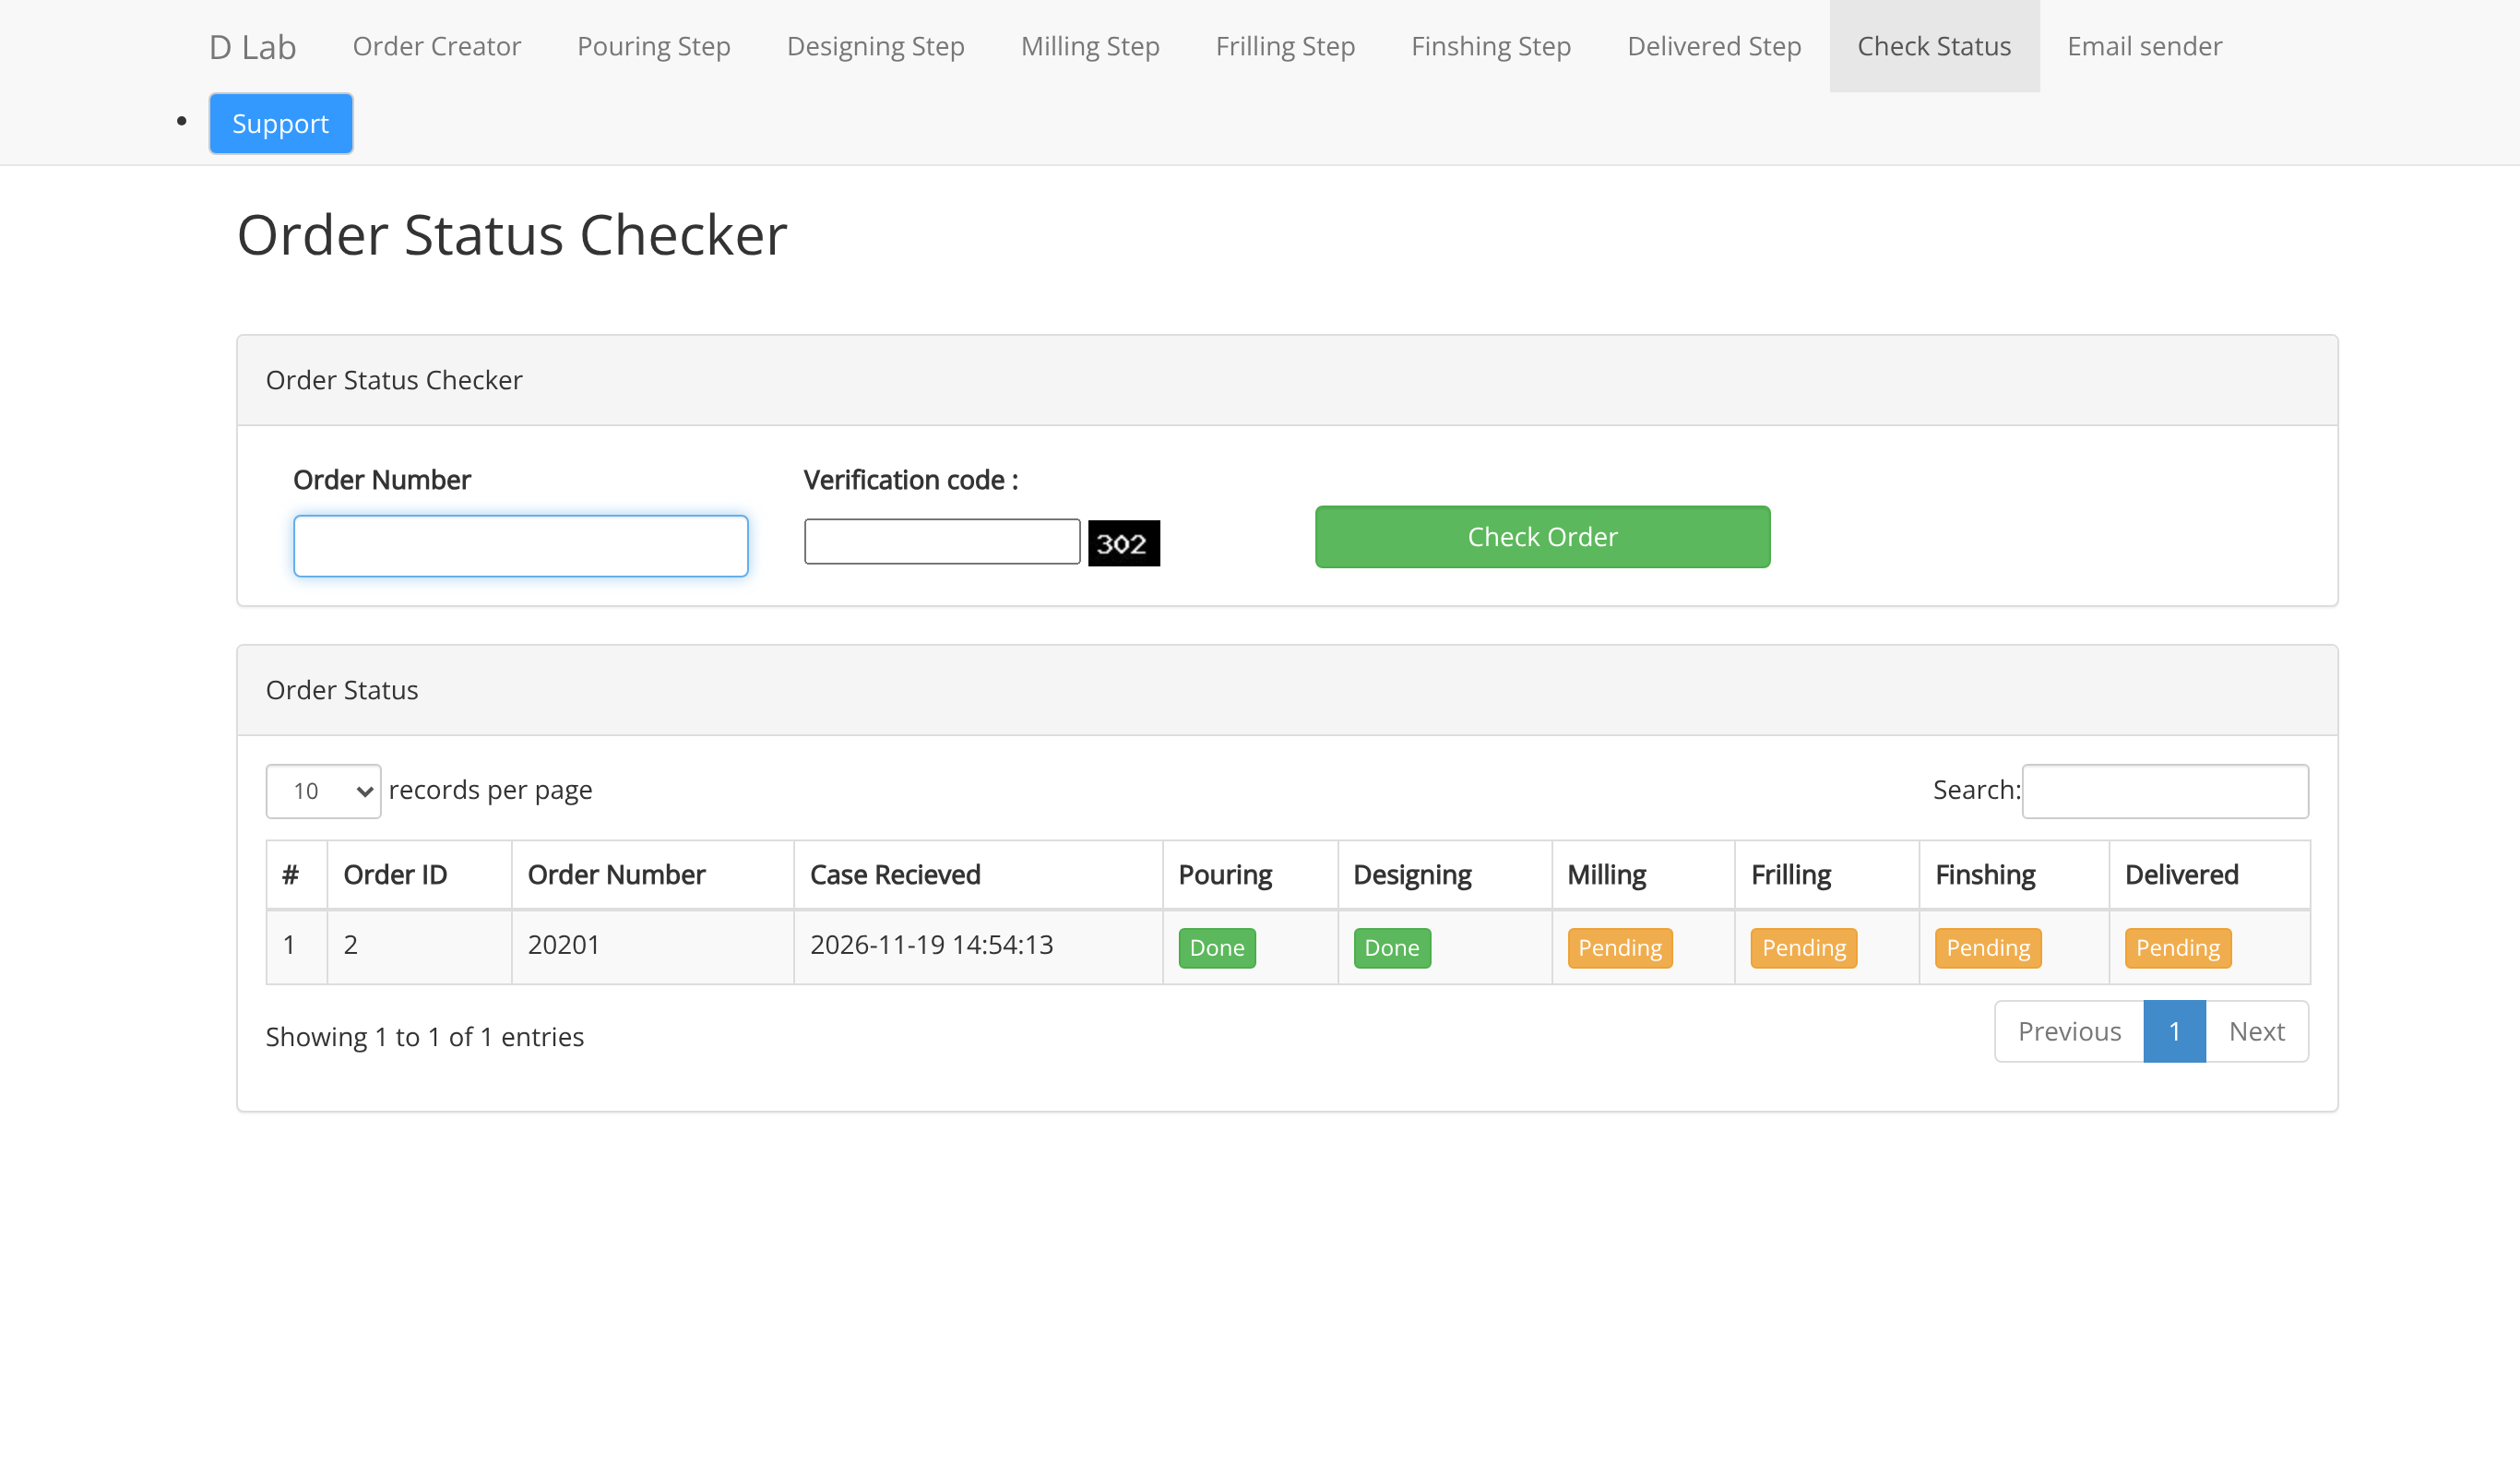 D Lab Order Creator Pouring Step Designing Step Milling Step Frilling Step Finshing Step Delivered Step Check Status Email sender
Support
Order Status Checker
Order Status Checker
Order Number Verification code :
302 Check Order
Order Status
10 records per page Search:
# Order ID Order Number Case Recieved Pouring Designing Milling Frilling Finshing Delivered
1 2 20201 2026-11-19 14:54:13 Done Done Pending Pending Pending Pending
Showing 1 to 1 of 1 entries Previous 1 Next